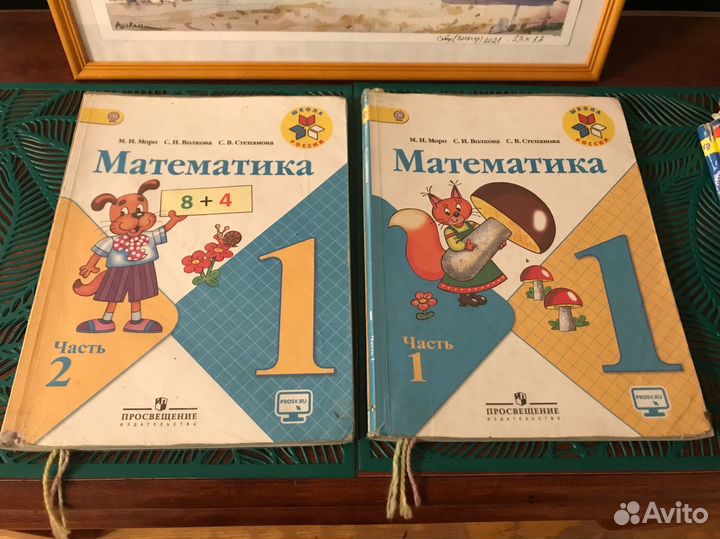 2021 23×37
М. И. Моро С. И. Волкова С. В. Степанова
ШКОЛА РОССИИ
Математика
8 + 4
1
Часть
2
ПРОСВЕЩЕНИЕ
ИЗДАТЕЛЬСТВО
PROSV.RU
М. И. Моро С. И. Волкова С. В. Степанова
ШКОЛА РОССИИ
Математика
1
Часть
1
ПРОСВЕЩЕНИЕ
ИЗДАТЕЛЬСТВО
PROSV.RU
Avito